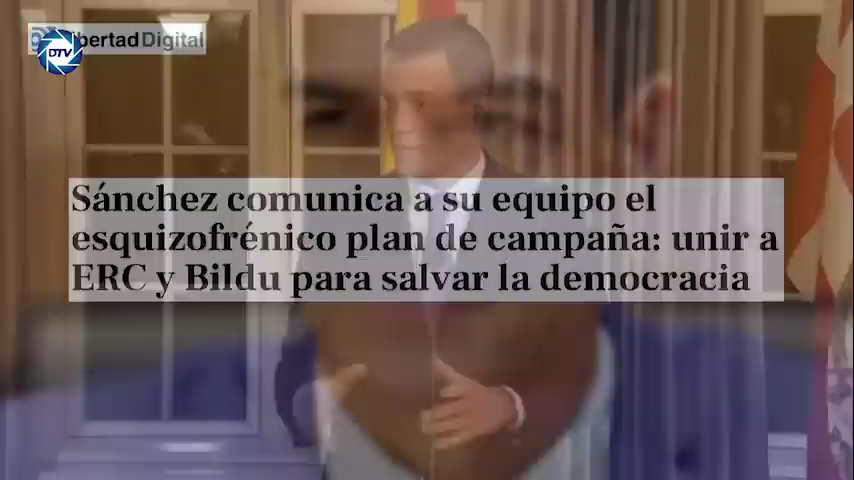 DTV
LibertadDigital
Sánchez comunica a su equipo el
esquizofrénico plan de campaña: unir a
ERC y Bildu para salvar la democracia